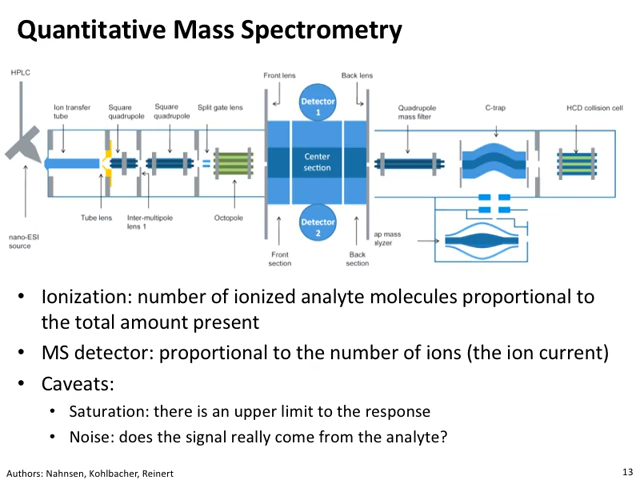 Quantitative Mass Spectrometry
HPLC
Front lens
Back lens
Ion transfer
tube
Square
quadrupole
Square
quadrupole
Split gate lens
Detector
1
Quadrupole
mass filter
C-trap
HCD collision cell
Center
section
Tube lens
Inter-multipole
lens 1
Octopole
Detector
2
nano-ESI
source
Front
section
Back
section
ap mass
alyzer
• Ionization: number of ionized analyte molecules proportional to
the total amount present
• MS detector: proportional to the number of ions (the ion current)
• Caveats:
• Saturation: there is an upper limit to the response
• Noise: does the signal really come from the analyte?
Authors: Nahnsen, Kohlbacher, Reinert
13